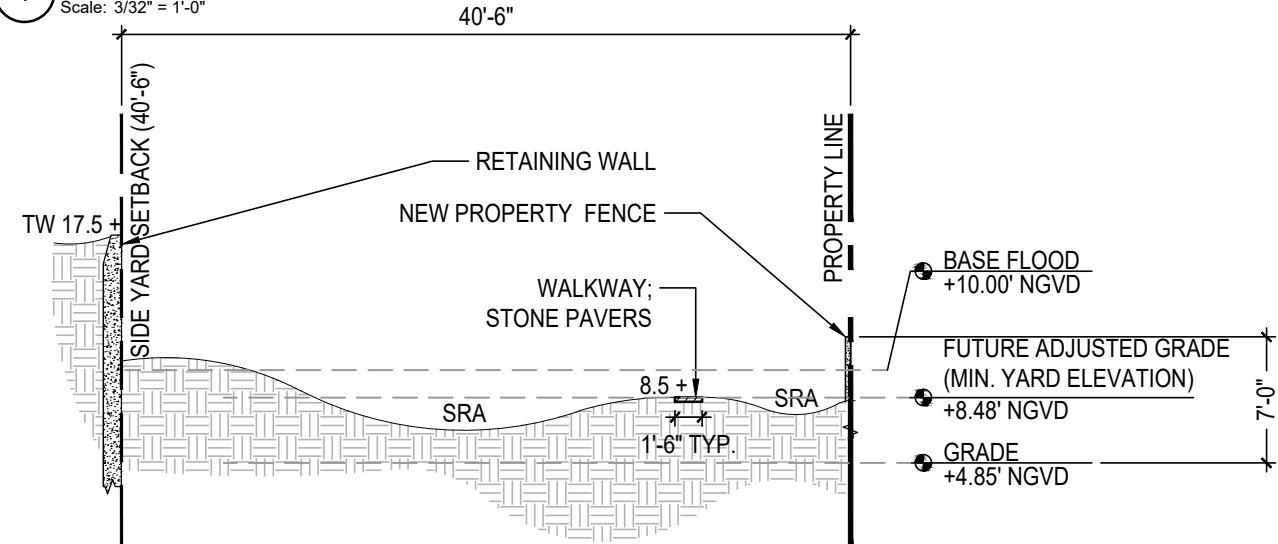 Scale: 3/32" = 1'-0"
40'-6"
SIDE YARD SETBACK (40'-6")
PROPERTY LINE
RETAINING WALL
TW 17.5 +
NEW PROPERTY FENCE
BASE FLOOD
+10.00' NGVD
WALKWAY;
STONE PAVERS
FUTURE ADJUSTED GRADE
(MIN. YARD ELEVATION)
+8.48' NGVD
8.5 +
SRA
SRA
1'-6" TYP.
7'-0"
GRADE
+4.85' NGVD